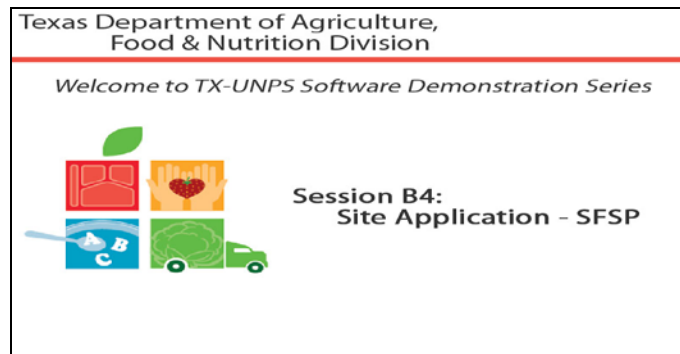 Texas Department of Agriculture,
Food & Nutrition Division
Welcome to TX-UNPS Software Demonstration Series
Session B4:
Site Application - SFSP
A B
C